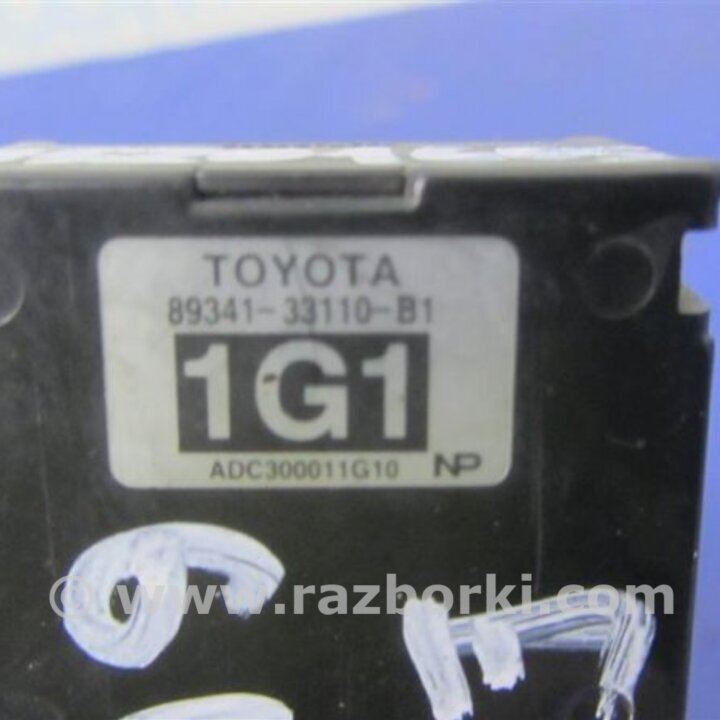 TOYOTA
89341-33110-B1
1G1
ADC300011G10 NP
© www.razborki.com